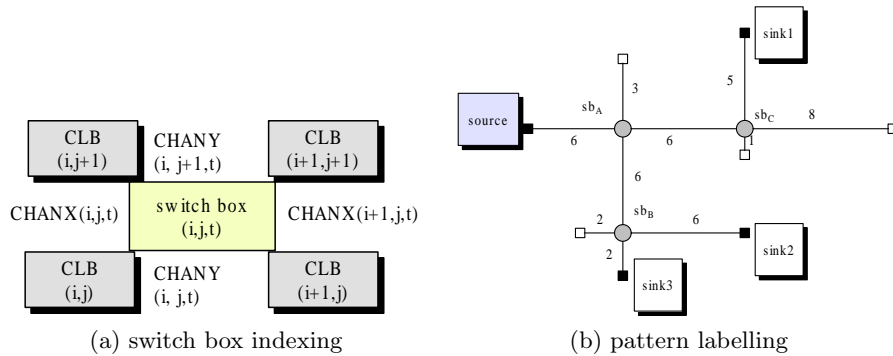 CLB
(i,j+1)
CHANY
(i, j+1,t)
CLB
(i+1,j+1)
CHANX(i,j,t)
switch box
(i,j,t)
CHANX(i+1,j,t)
CLB
(i,j)
CHANY
(i, j,t)
CLB
(i+1,j)
(a) switch box indexing
sink1
3
5
source
sbA
sbC
8
6
6
1
6
sbB
2
6
2
sink2
sink3
(b) pattern labelling